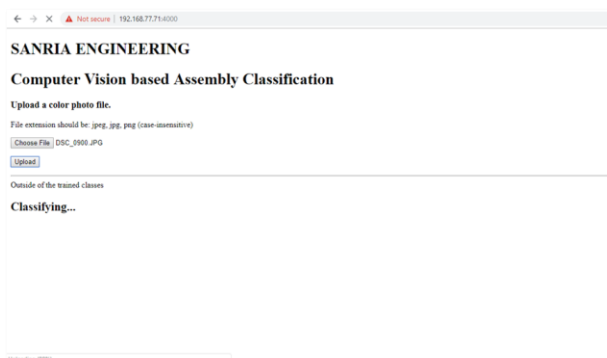 Not secure | 192.168.77.71:4000
SANRIA ENGINEERING
Computer Vision based Assembly Classification
Upload a color photo file.
File extension should be: jpeg, jpg, png (case-insensitive)
Choose File DSC_0900.JPG
Upload
Outside of the trained classes
Classifying...